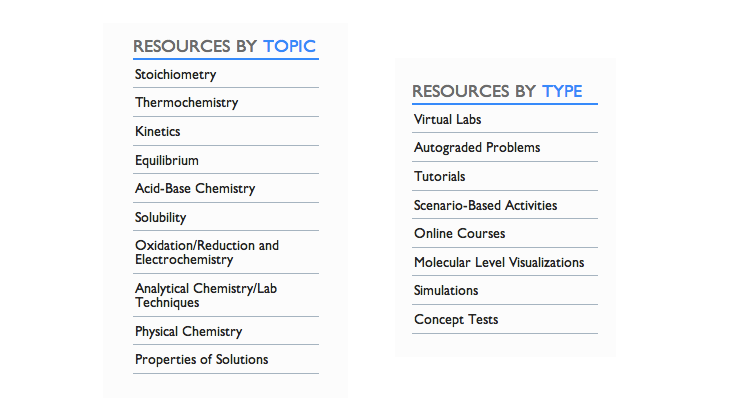 RESOURCES BY TOPIC
Stoichiometry
Thermochemistry
Kinetics
Equilibrium
Acid-Base Chemistry
Solubility
Oxidation/Reduction and
Electrochemistry
Analytical Chemistry/Lab
Techniques
Physical Chemistry
Properties of Solutions
RESOURCES BY TYPE
Virtual Labs
Autograded Problems
Tutorials
Scenario-Based Activities
Online Courses
Molecular Level Visualizations
Simulations
Concept Tests